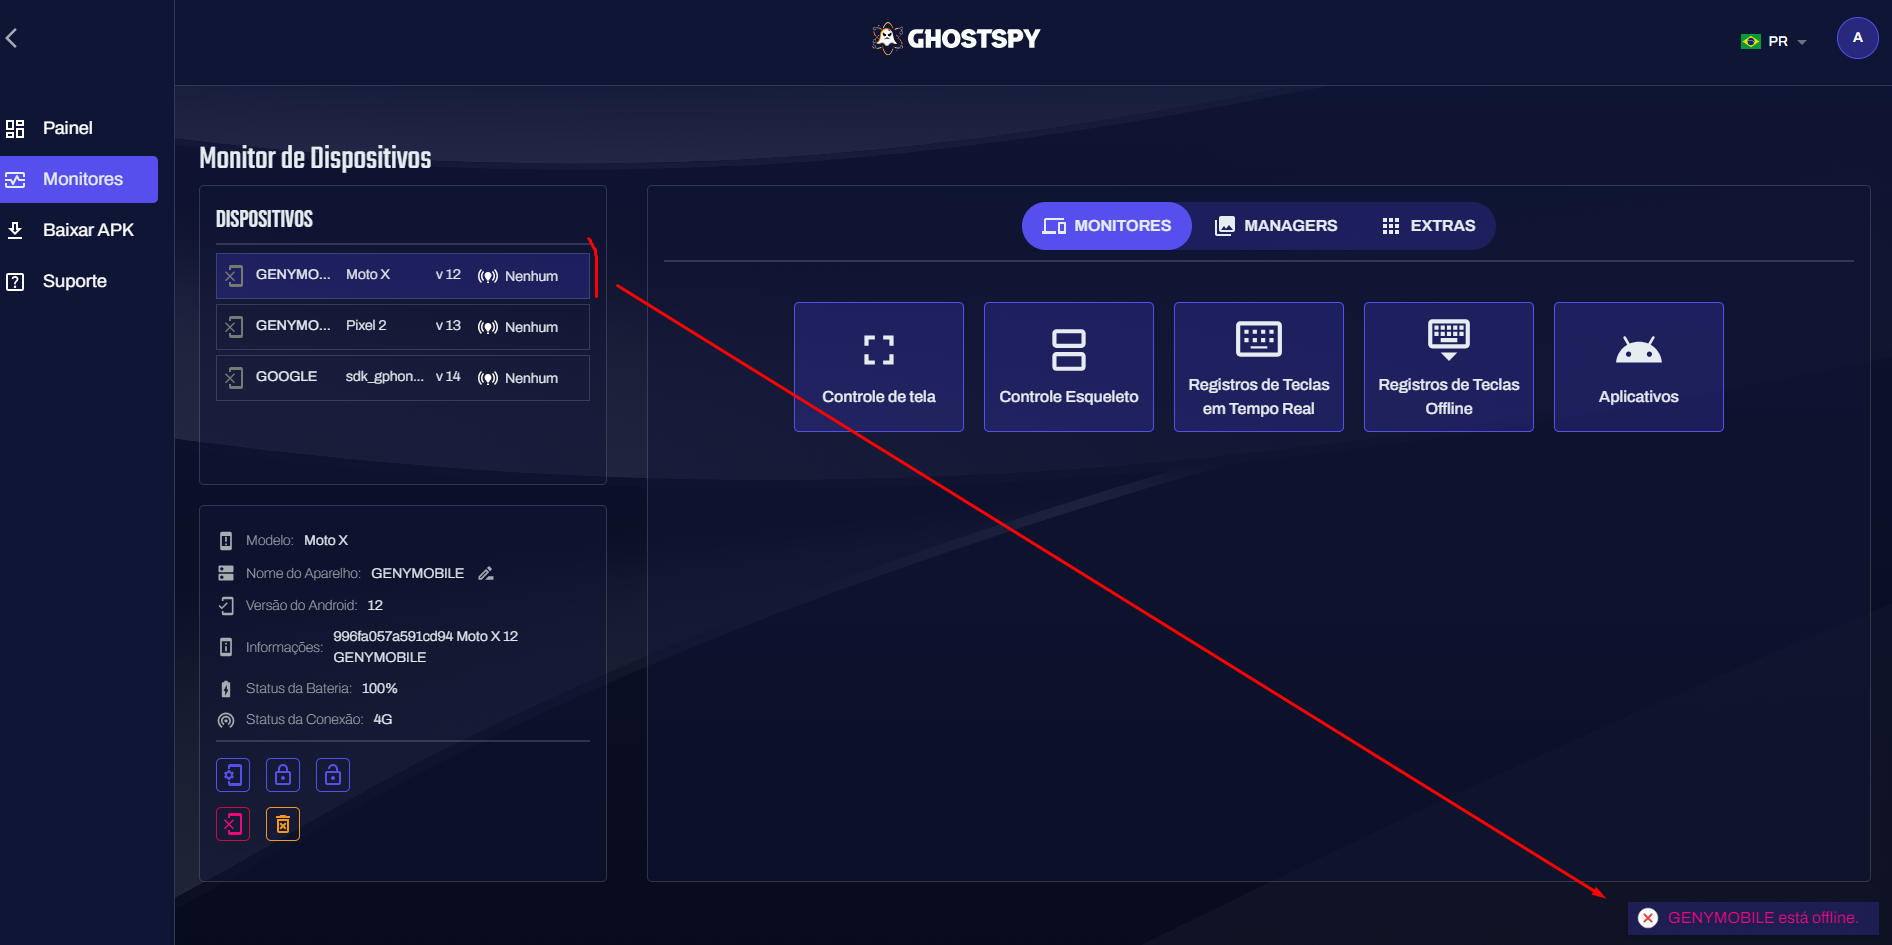 GHOSTSPY
PR
A
Painel
Monitores
Baixar APK
Suporte
Monitor de Dispositivos
DISPOSITIVOS
GENYMO... Moto X v 12 Nenhum
GENYMO... Pixel 2 v 13 Nenhum
GOOGLE sdk_gphon... v 14 Nenhum
Modelo: Moto X
Nome do Aparelho: GENYMOBILE
Versão do Android: 12
Informações: 996fa057a591cd94 Moto X 12
GENYMOBILE
Status da Bateria: 100%
Status da Conexão: 4G
MONITORES MANAGERS EXTRAS
Controle de tela
Controle Esqueleto
Registros de Teclas
em Tempo Real
Registros de Teclas
Offline
Aplicativos
GENYMOBILE está offline.